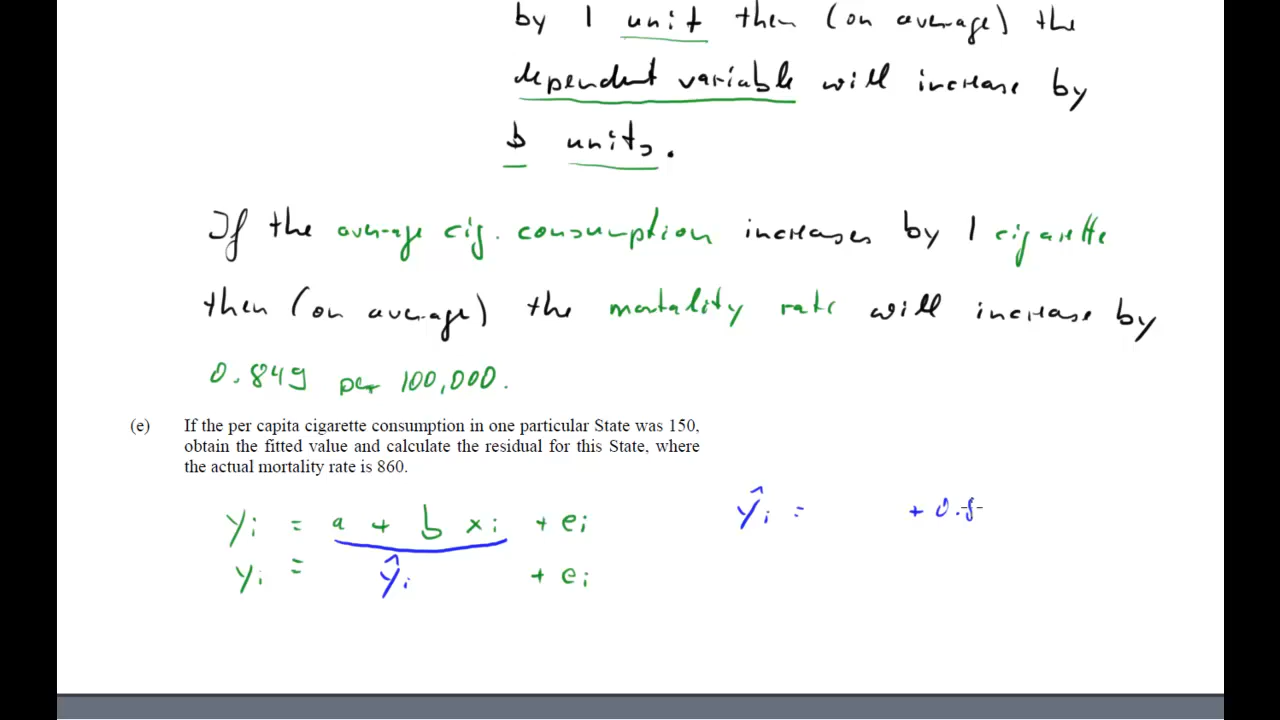 by 1 unit then (on average) the
dependent variable will increase by
b units.
If the average cig. consumption increases by 1 cigarette
then (on average) the mortality rate will increase by
0.849 per 100,000.
(e) If the per capita cigarette consumption in one particular State was 150,
obtain the fitted value and calculate the residual for this State, where
the actual mortality rate is 860.
yi = a + b xi + ei
ŷi = + 0.8
yi = ŷi + ei